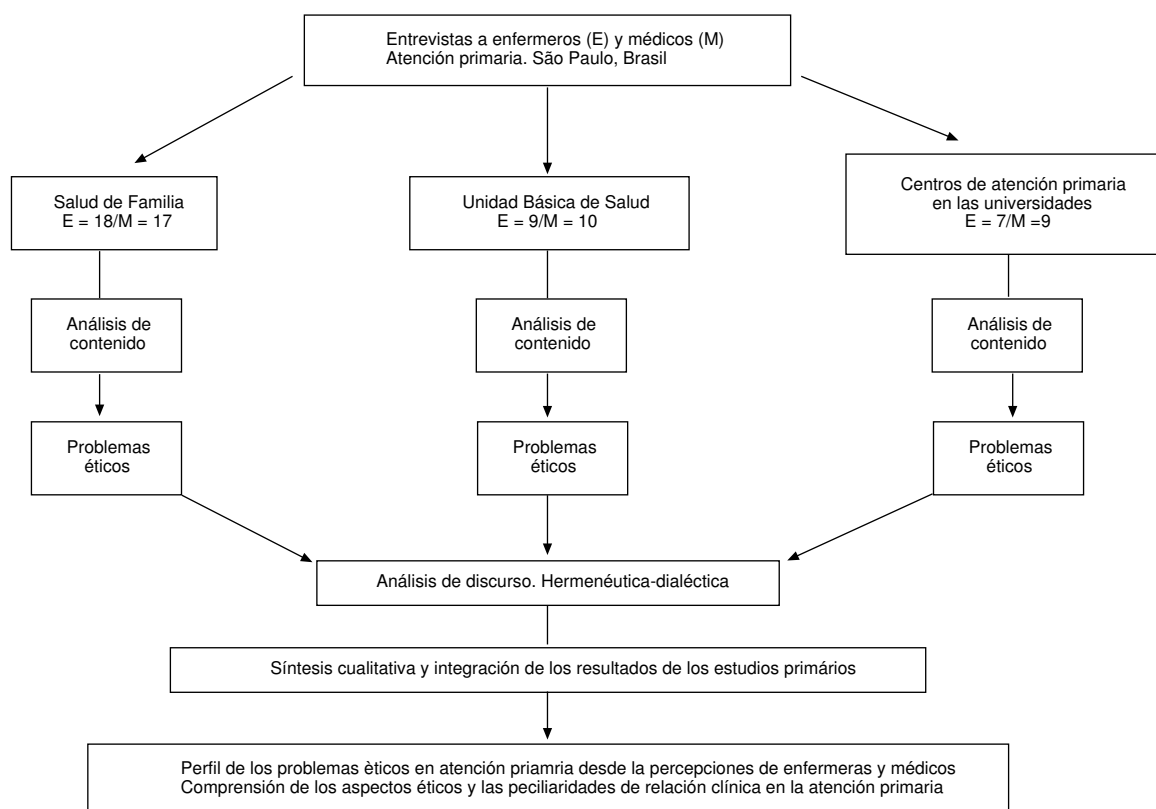 Entrevistas a enfermeros (E) y médicos (M)
Atención primaria. São Paulo, Brasil
Salud de Familia
E = 18/M = 17
Unidad Básica de Salud
E = 9/M = 10
Centros de atención primaria
en las universidades
E = 7/M =9
Análisis de
contenido
Análisis de
contenido
Análisis de
contenido
Problemas
éticos
Problemas
éticos
Problemas
éticos
Análisis de discurso. Hermenéutica-dialéctica
Síntesis cualitativa y integración de los resultados de los estudios primários
Perfil de los problemas èticos en atención priamria desde la percepciones de enfermeras y médicos
Comprensión de los aspectos éticos y las peciliaridades de relación clínica en la atención primaria